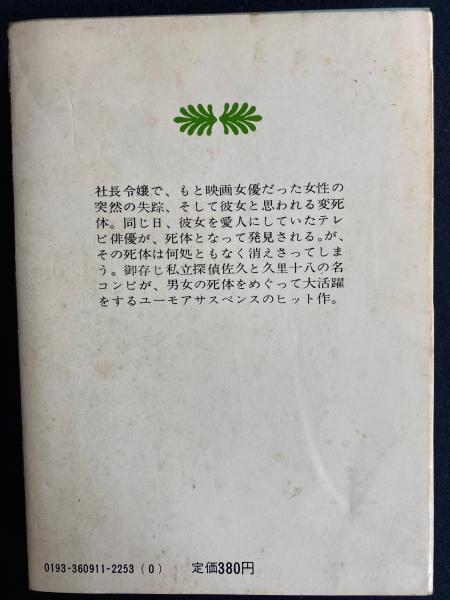 社長令嬢で、もと映画女優だった女性の
突然の失踪、そして彼女と思われる変死
体。同じ日、彼女を愛人にしていたテレ
ビ俳優が、死体となって発見される。が、
その死体は何処ともなく消えさってしま
う。御存じ私立探偵佐久と久里十八の名
コンビが、男女の死体をめぐって大活躍
をするユーモアサスペンスのヒット作。
0193-360911-2253（0）
定価380円